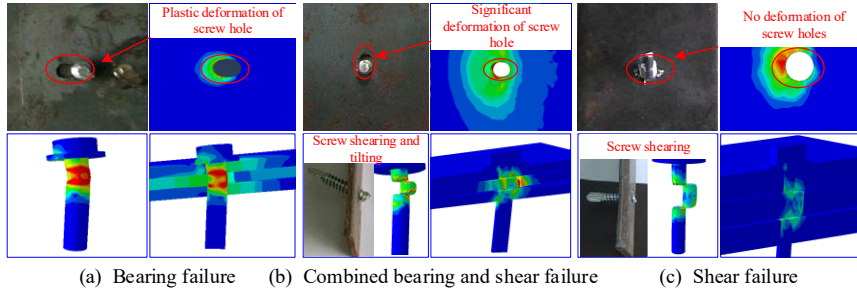 Plastic deformation of
screw hole
Significant
deformation of screw
hole
No deformation of
screw holes
Screw shearing and
tilting
Screw shearing
(a) Bearing failure
(b) Combined bearing and shear failure
(c) Shear failure